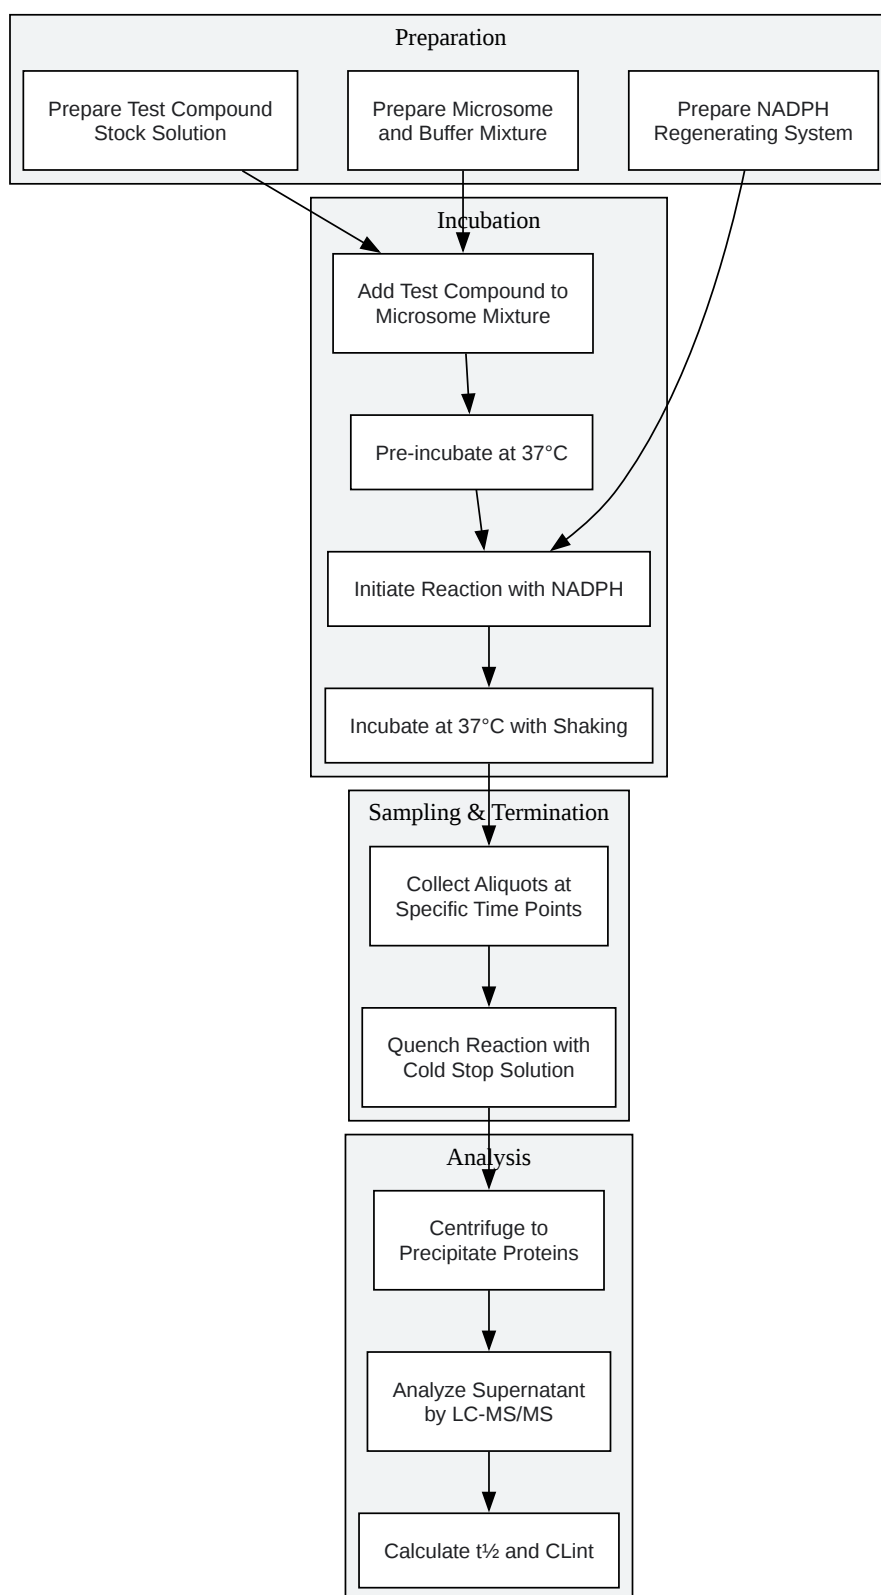 Preparation
Prepare Test Compound
Stock Solution
Prepare Microsome
and Buffer Mixture
Prepare NADPH
Regenerating System
Incubation
Add Test Compound to
Microsome Mixture
Pre-incubate at 37°C
Initiate Reaction with NADPH
Incubate at 37°C with Shaking
Sampling & Termination
Collect Aliquots at
Specific Time Points
Quench Reaction with
Cold Stop Solution
Analysis
Centrifuge to
Precipitate Proteins
Analyze Supernatant
by LC-MS/MS
Calculate t½ and CLint